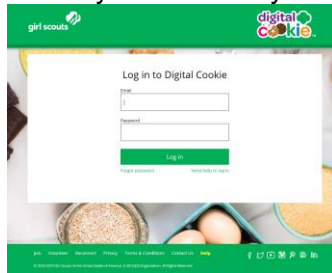 girl scouts
digital
cookie
Log in to Digital Cookie
Email
Password
Log in
Forgot password
Need help to log in
Join Volunteer Reconnect Privacy Terms & Conditions Contact Us Help